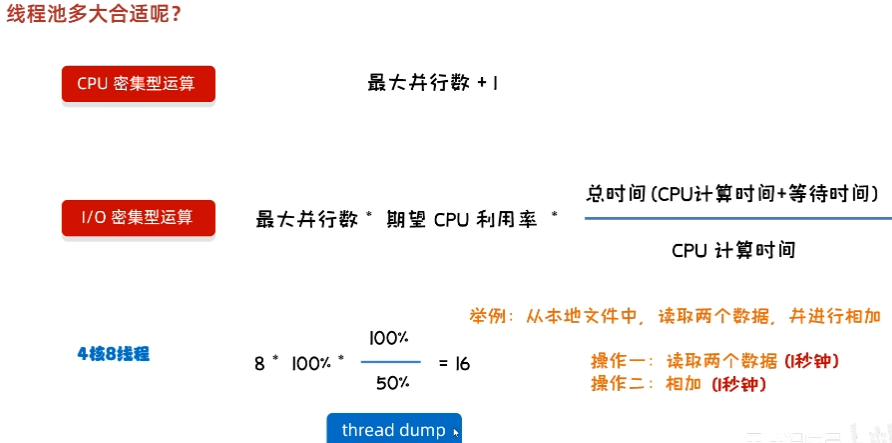 线程池多大合适呢？
CPU 密集型运算
最大并行数 + 1
I/O 密集型运算
最大并行数 * 期望 CPU 利用率 *
总时间(CPU计算时间+等待时间)
CPU 计算时间
举例：从本地文件中，读取两个数据，并进行相加
4核8线程
8 * 100% *
100%
50%
= 16
操作一：读取两个数据 (1秒钟)
操作二：相加 (1秒钟)
thread dump